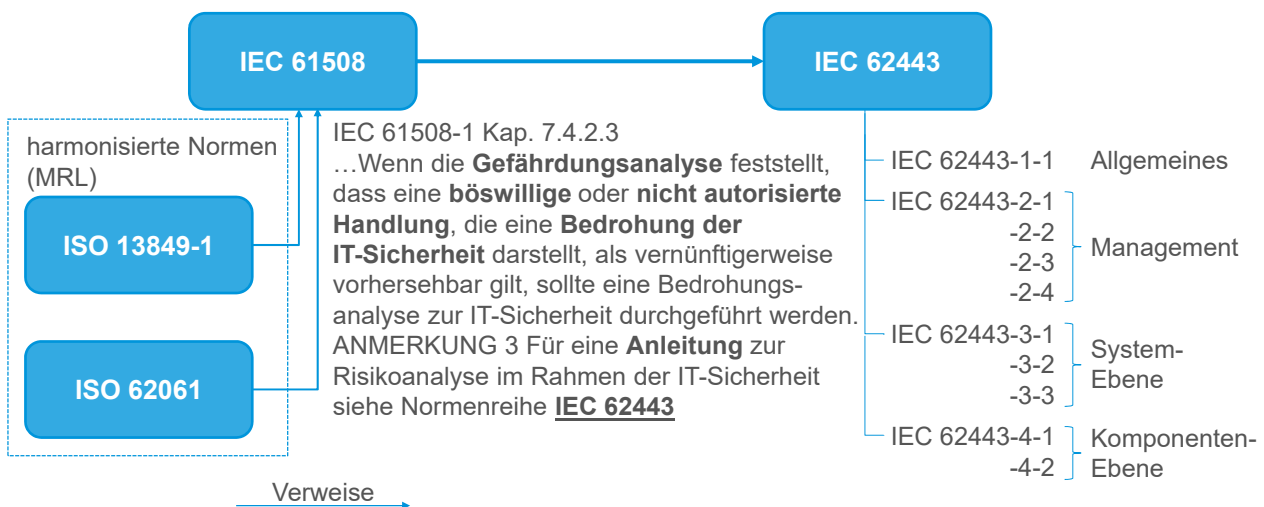 IEC 61508
IEC 62443
harmonisierte Normen
(MRL)
ISO 13849-1
ISO 62061
IEC 61508-1 Kap. 7.4.2.3
…Wenn die Gefährdungsanalyse feststellt,
dass eine böswillige oder nicht autorisierte
Handlung, die eine Bedrohung der
IT-Sicherheit darstellt, als vernünftigerweise
vorhersehbar gilt, sollte eine Bedrohungs-
analyse zur IT-Sicherheit durchgeführt werden.
ANMERKUNG 3 Für eine Anleitung zur
Risikoanalyse im Rahmen der IT-Sicherheit
siehe Normenreihe IEC 62443
IEC 62443-1-1 Allgemeines
IEC 62443-2-1
-2-2
-2-3
-2-4
Management
IEC 62443-3-1
-3-2
-3-3
System-
Ebene
IEC 62443-4-1
-4-2
Komponenten-
Ebene
Verweise